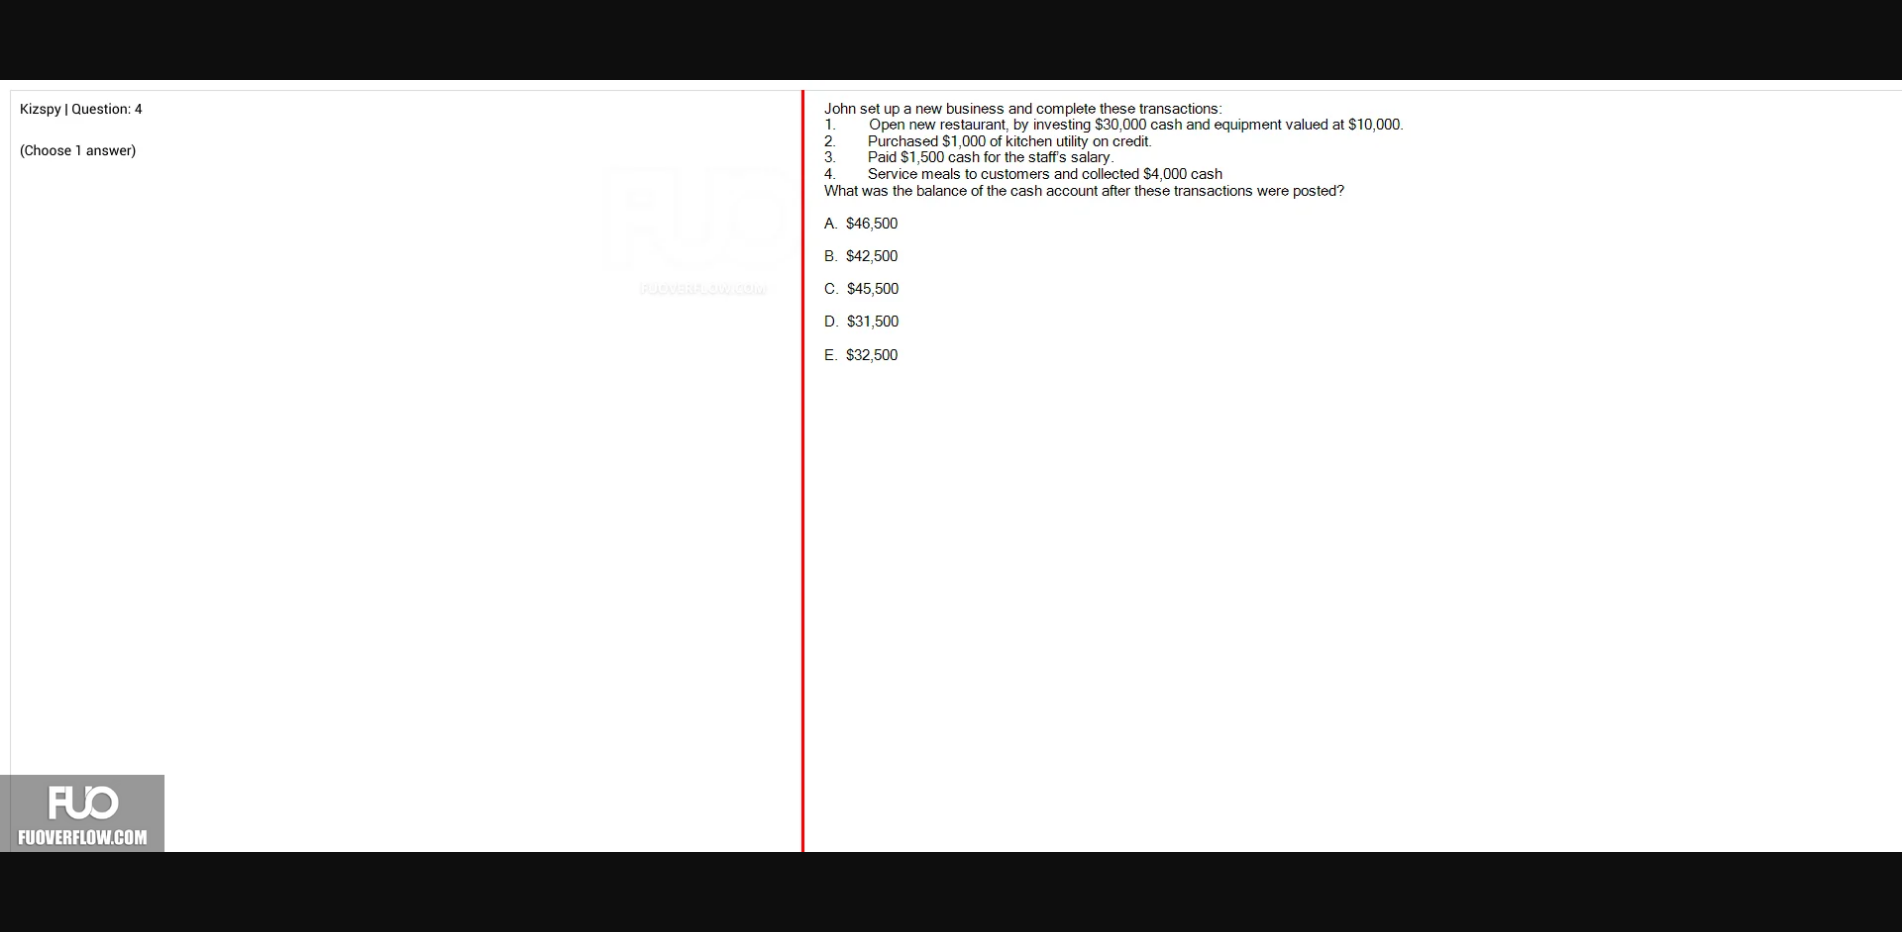 Kizspy | Question: 4
(Choose 1 answer)
John set up a new business and complete these transactions:
1. Open new restaurant, by investing $30,000 cash and equipment valued at $10,000.
2. Purchased $1,000 of kitchen utility on credit.
3. Paid $1,500 cash for the staff's salary.
4. Service meals to customers and collected $4,000 cash
What was the balance of the cash account after these transactions were posted?
A. $46,500
B. $42,500
C. $45,500
D. $31,500
E. $32,500
FUO
FUOVERFLOW.COM
FUO
FUOVERFLOW.COM